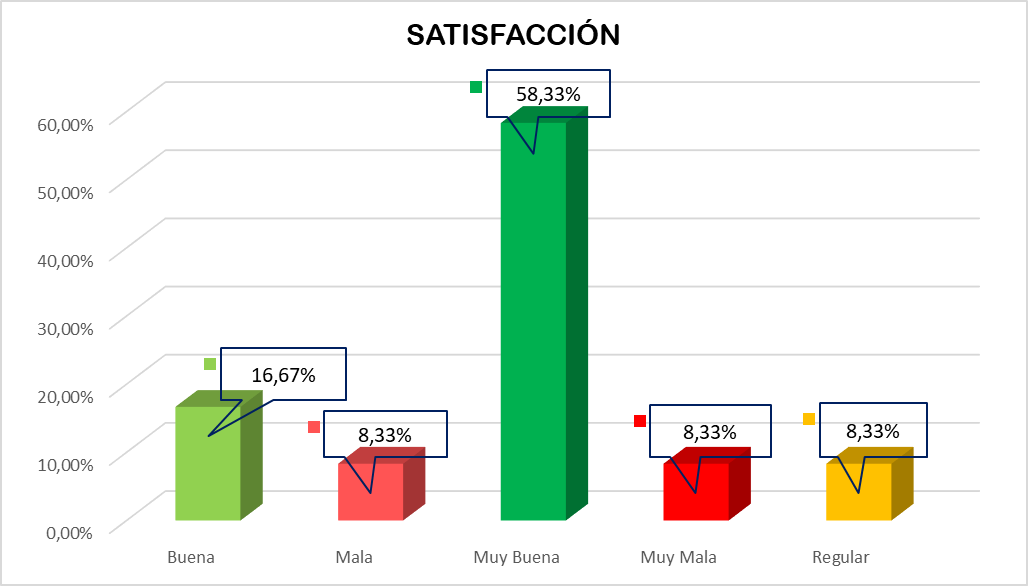 SATISFACCIÓN
58,33%
60,00%
50,00%
40,00%
30,00%
16,67%
20,00%
8,33%
8,33%
8,33%
10,00%
0,00%
Buena
Mala
Muy Buena
Muy Mala
Regular